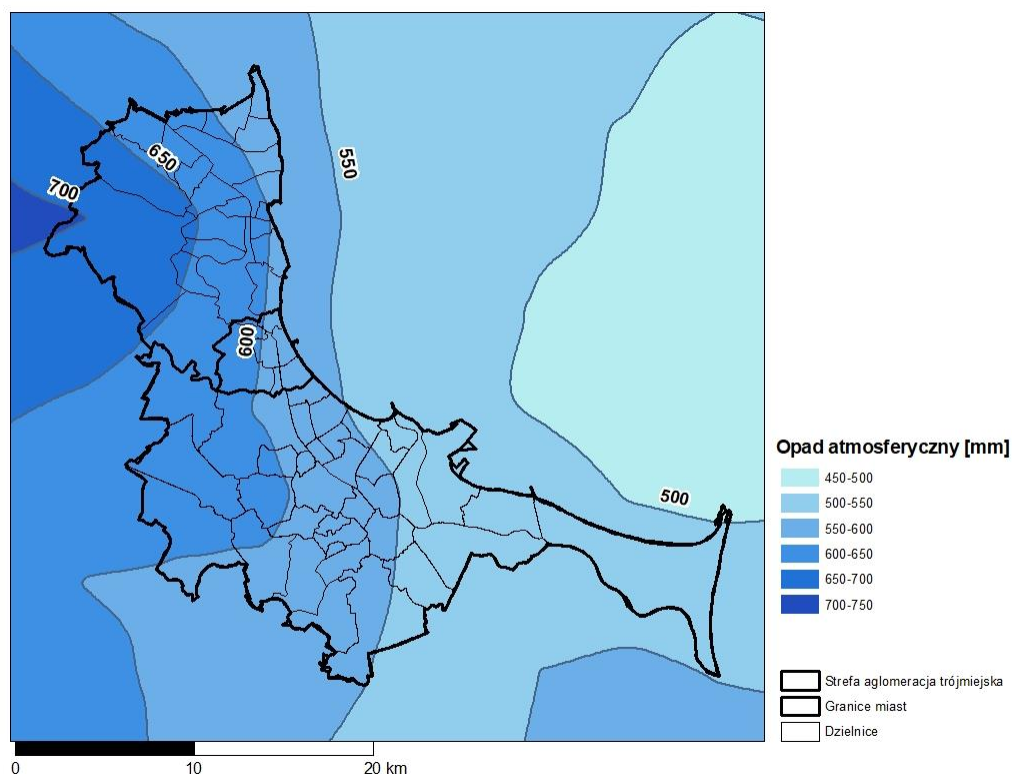 650
700
550
600
500
Opad atmosferyczny [mm]
450-500
500-550
550-600
600-650
650-700
700-750
Strefa aglomeracja trójmiejska
Granice miast
Dzielnice
0 10 20 km